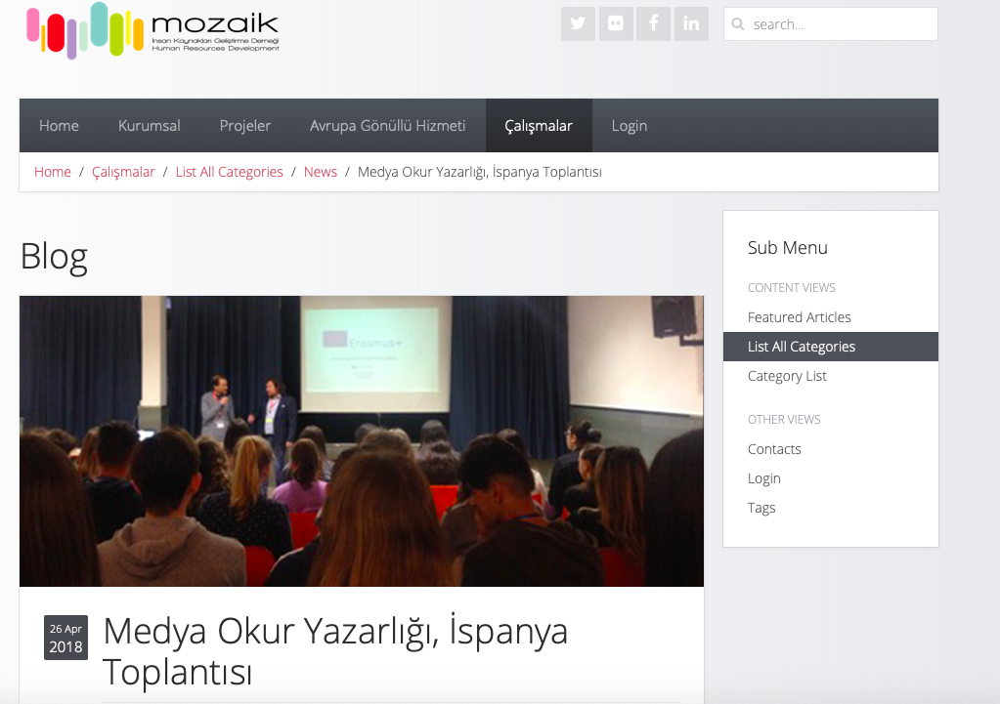 mozaik
İnsan Kaynakları Geliştirme Derneği
Human Resources Development
search...
Home Kurumsal Projeler Avrupa Gönüllü Hizmeti Çalışmalar Login
Home / Çalışmalar / List All Categories / News / Medya Okur Yazarlığı, İspanya Toplantısı
Blog
Erasmus+
26 Apr
2018
Medya Okur Yazarlığı, İspanya
Toplantısı
Sub Menu
CONTENT VIEWS
Featured Articles
List All Categories
Category List
OTHER VIEWS
Contacts
Login
Tags